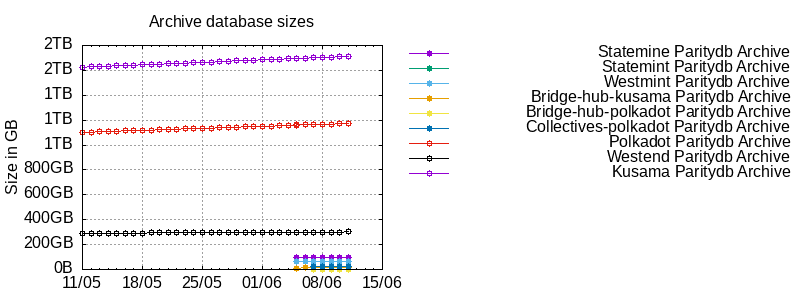 Archive database sizes
Size in GB
2TB
2TB
1TB
1TB
1TB
800GB
600GB
400GB
200GB
0B
11/05 18/05 25/05 01/06 08/06 15/06
Statemine Paritydb Archive
Statemint Paritydb Archive
Westmint Paritydb Archive
Bridge-hub-kusama Paritydb Archive
Bridge-hub-polkadot Paritydb Archive
Collectives-polkadot Paritydb Archive
Polkadot Paritydb Archive
Westend Paritydb Archive
Kusama Paritydb Archive